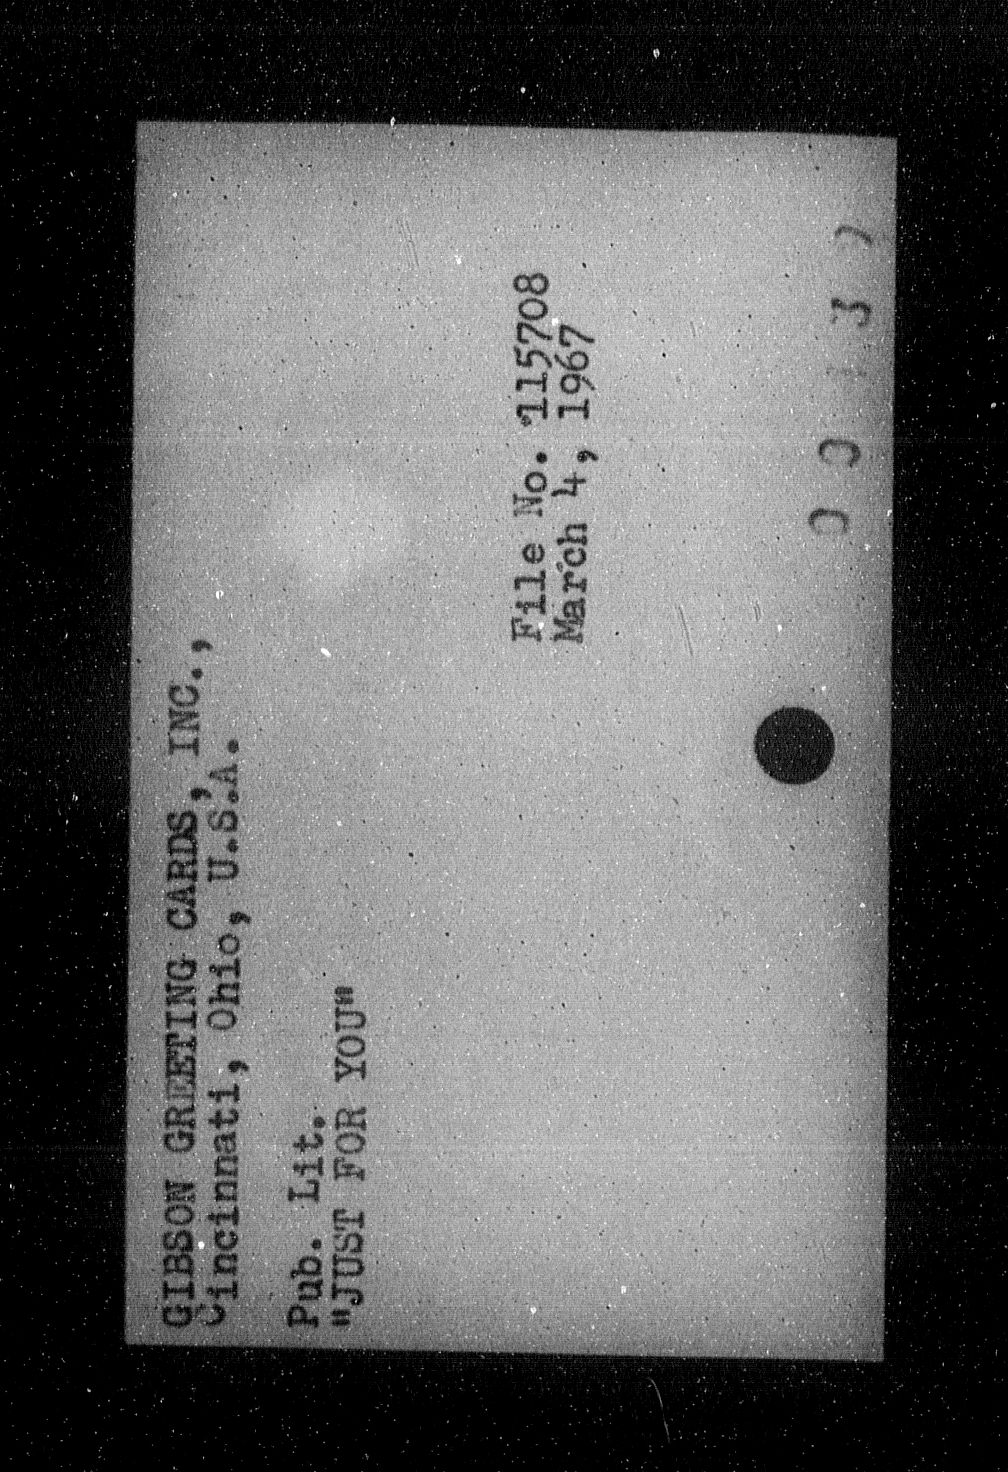 GIBSON GREETING CARDS, INC.,
Cincinnati, Ohio, U.S.A.
Pub. Lit.
"JUST FOR YOU"
File No. 115708
March 4, 1967